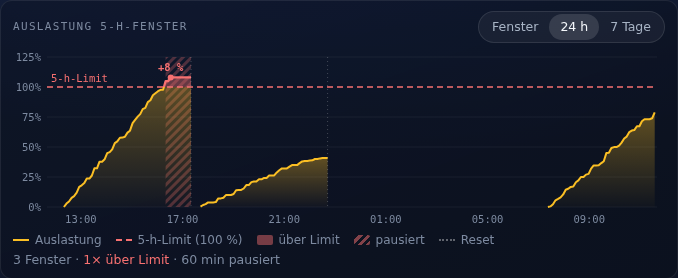 AUSLASTUNG 5-H-FENSTER
Fenster 24 h 7 Tage
125%
+8 %
5-h-Limit
100%
75%
50%
25%
0%
13:00 17:00 21:00 01:00 05:00 09:00
Auslastung 5-h-Limit (100 %) über Limit pausiert Reset
3 Fenster · 1× über Limit · 60 min pausiert